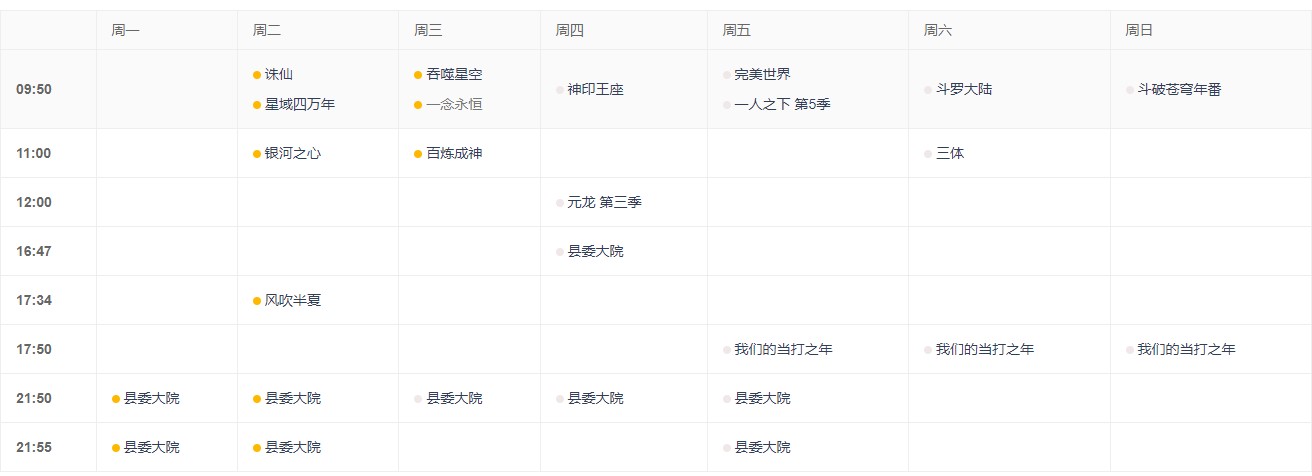 周一 周二 周三 周四 周五 周六 周日
09:50 诛仙 吞噬星空 神印王座 完美世界 斗罗大陆 斗破苍穹年番
星域四万年 一念永恒 一人之下 第5季
11:00 银河之心 百炼成神 三体
12:00 元龙 第三季
16:47 县委大院
17:34 风吹半夏
17:50 我们的当打之年 我们的当打之年 我们的当打之年
21:50 县委大院 县委大院 县委大院 县委大院 县委大院
21:55 县委大院 县委大院 县委大院